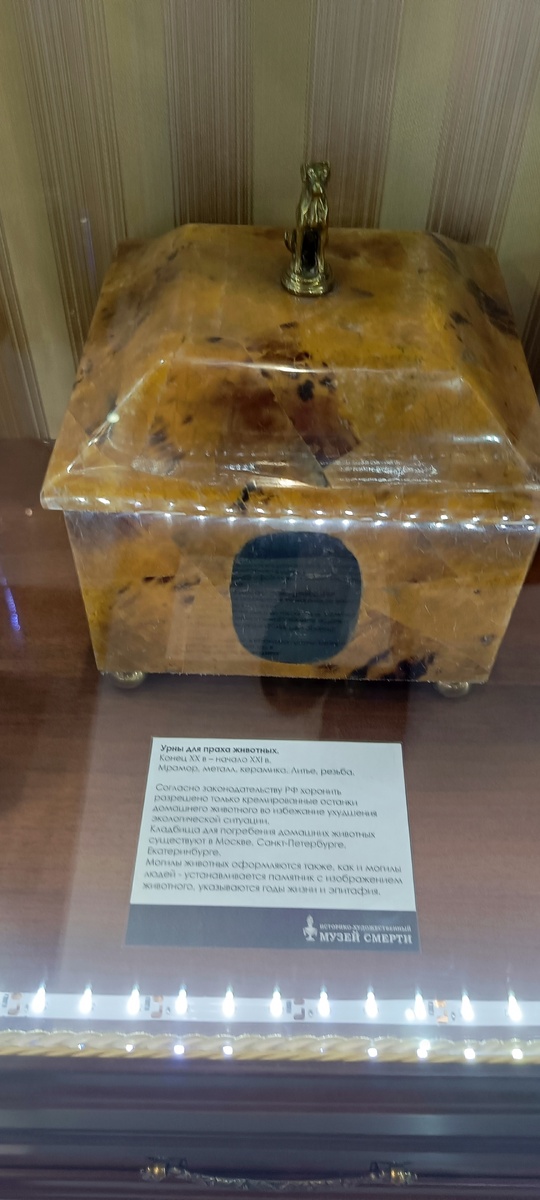 Урны для праха животных.
Конец XX в – начало XXI в.
Мрамор, металл, керамика. Литье, резьба.
Согласно законодательству РФ хоронить
разрешено только кремированные останки
домашнего животного во избежание ухудшения
экологической ситуации.
Кладбища для погребения домашних животных
существуют в Москве, Санкт-Петербурге,
Екатеринбурге.
Могилы животных оформляются также, как и могилы
людей - устанавливается памятник с изображением
животного, указываются годы жизни и эпитафия.
ИСТОРИКО-ХУДОЖЕСТВЕННЫЙ
МУЗЕЙ СМЕРТИ